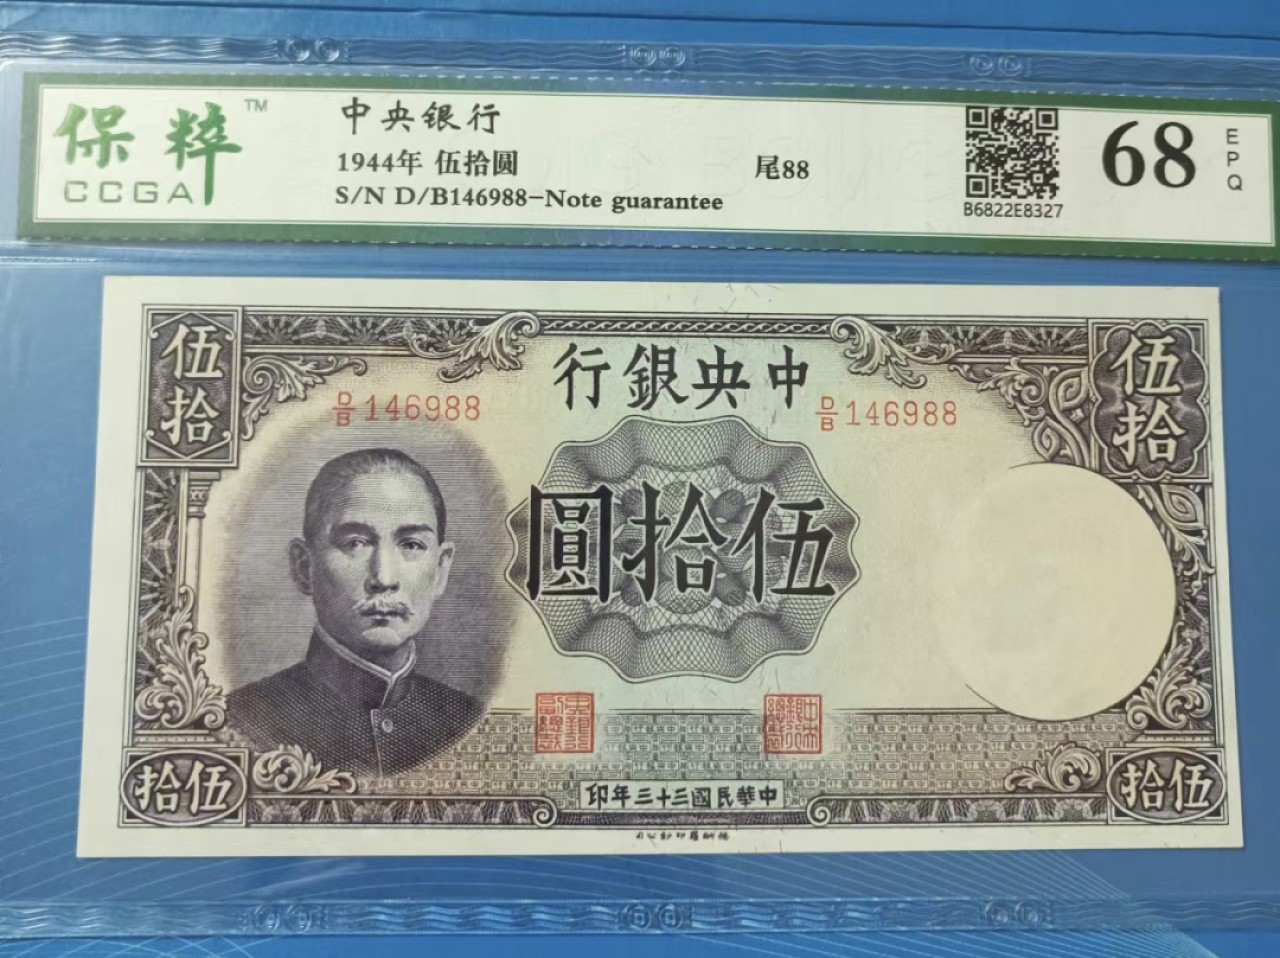 保粹 TM
CCGA
中央银行
1944年 伍拾圆
尾88
S/N D/B146988-Note guarantee
B6822E8327
68
EPQ
伍拾
伍拾
行銀央中
D/B 146988
D/B 146988
圓拾伍
印年三十三國民華中
拾伍
拾伍